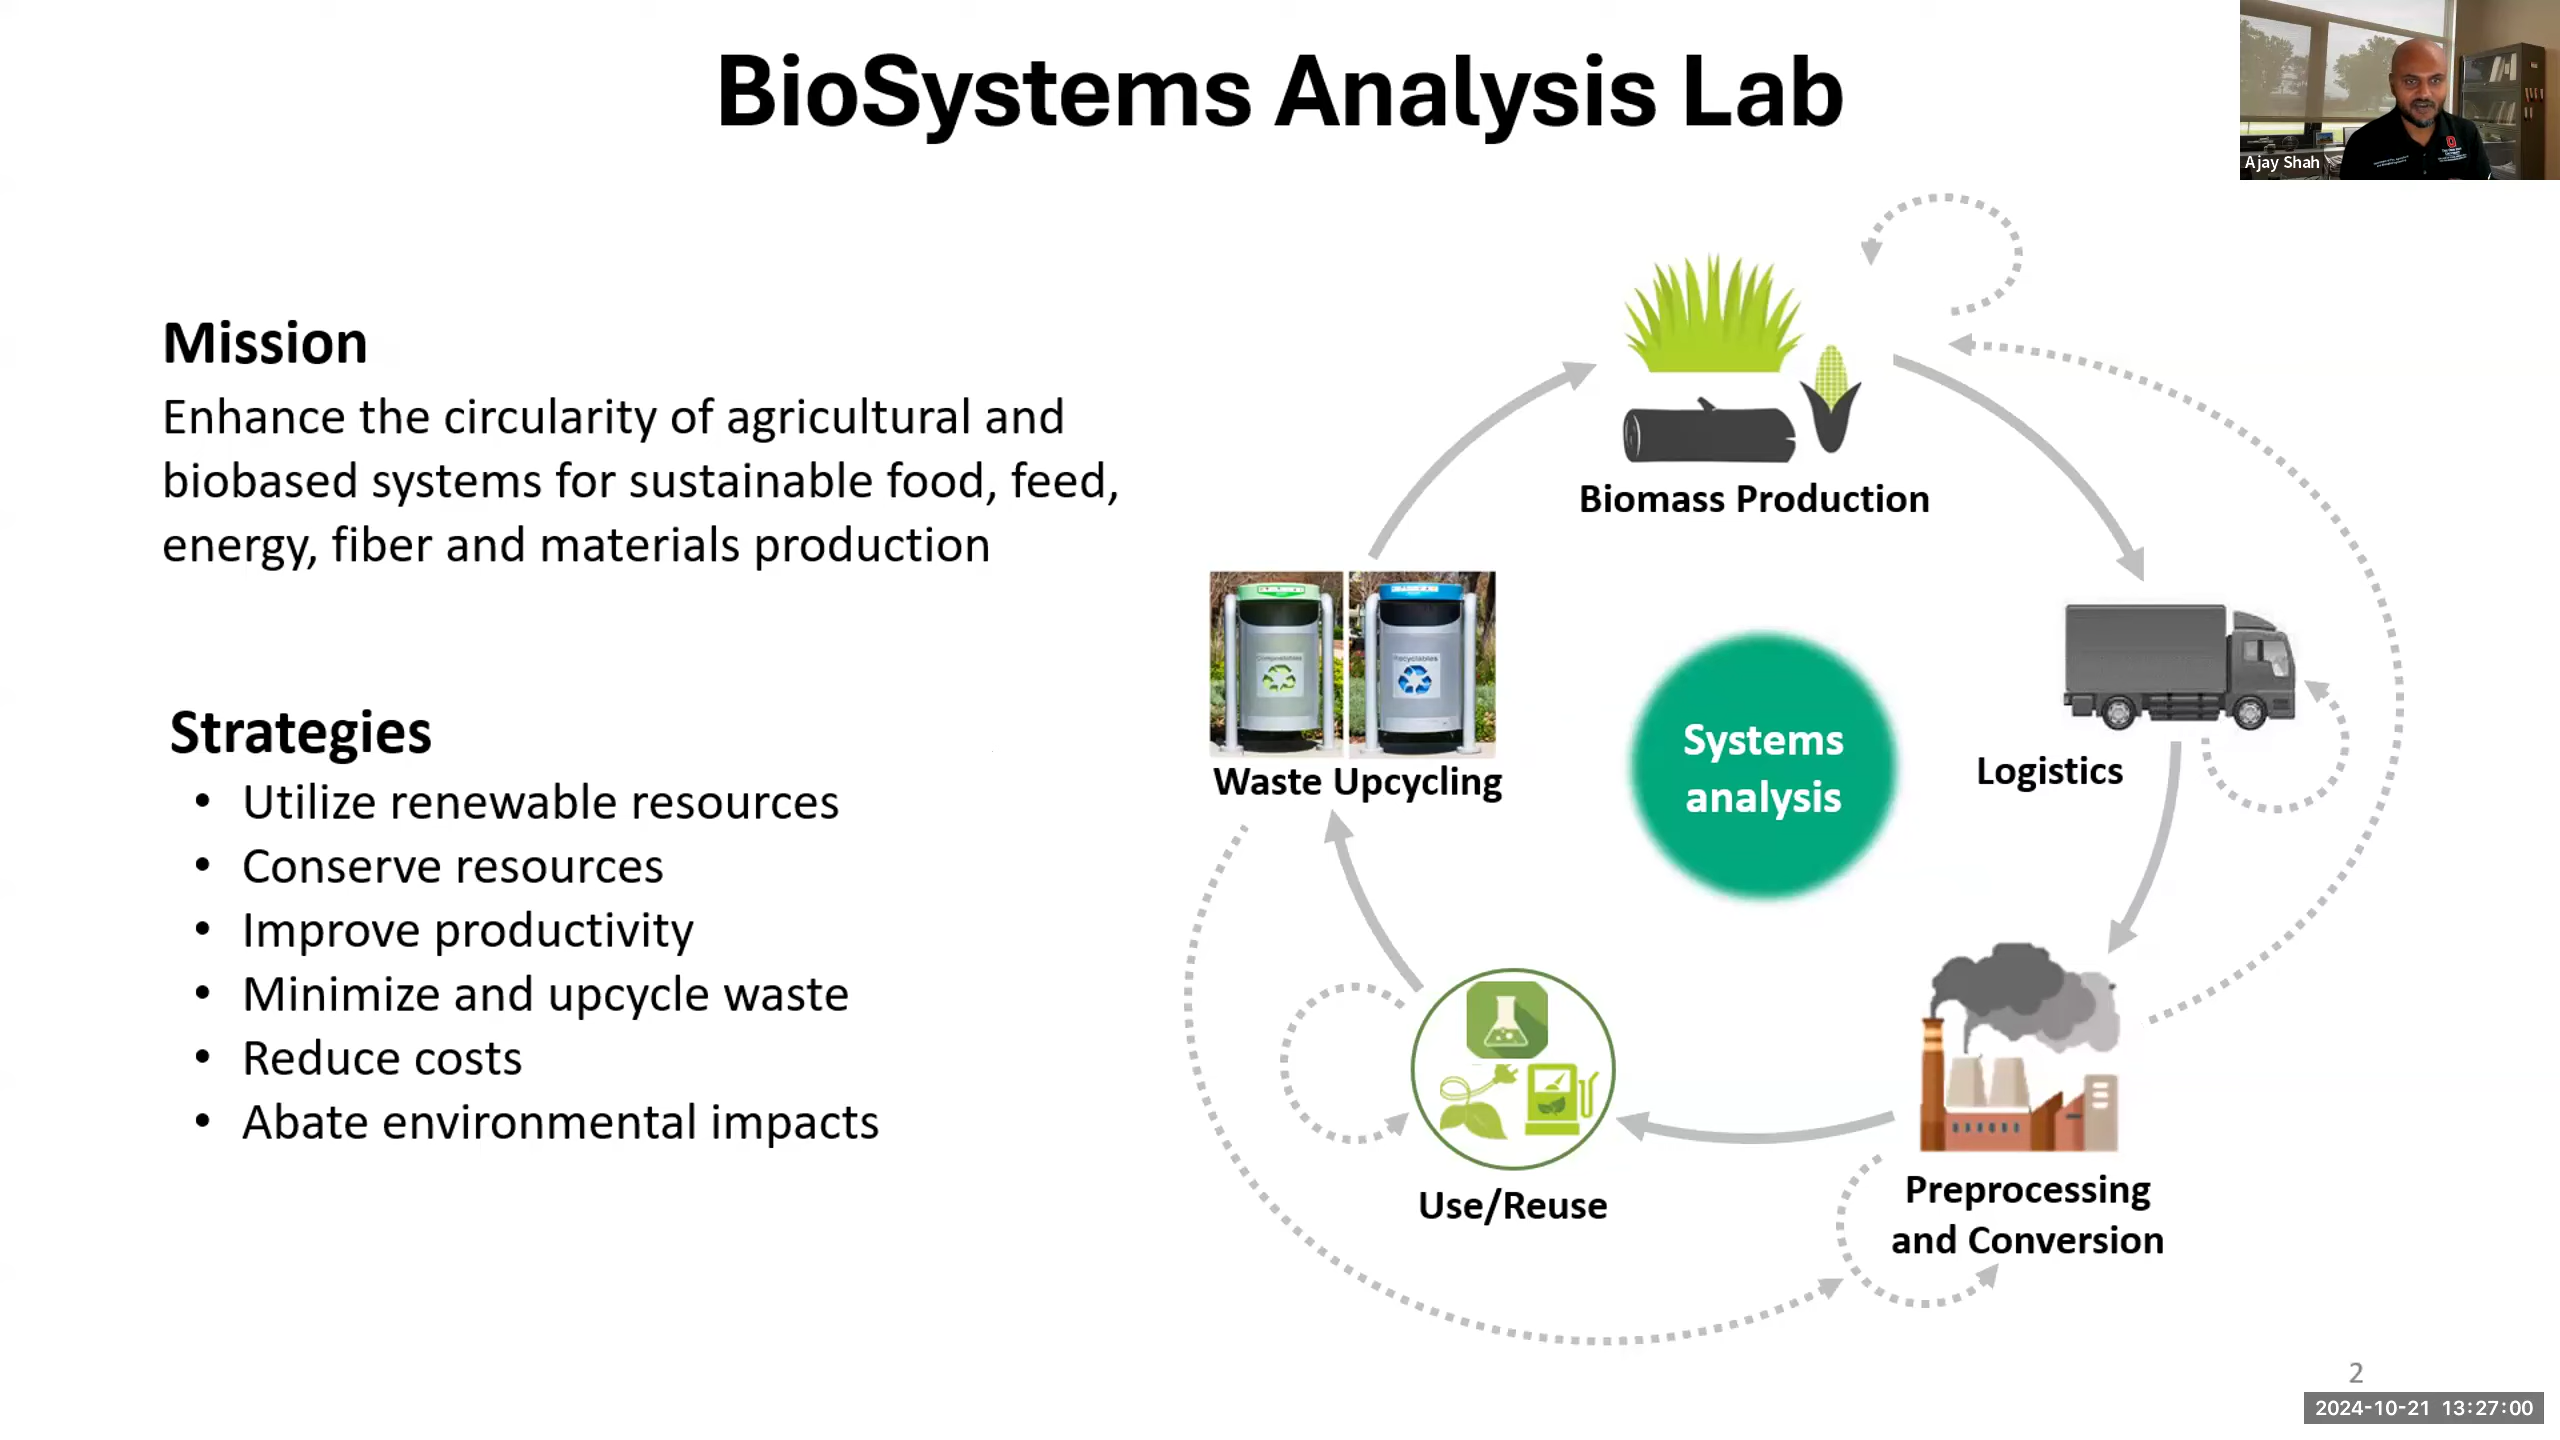 BioSystems Analysis Lab
Ajay Shah
Mission
Enhance the circularity of agricultural and
biobased systems for sustainable food, feed,
energy, fiber and materials production
Strategies
• Utilize renewable resources
• Conserve resources
• Improve productivity
• Minimize and upcycle waste
• Reduce costs
• Abate environmental impacts
Biomass Production
Compostables
Recyclables
Waste Upcycling
Systems
analysis
Logistics
Use/Reuse
Preprocessing
and Conversion
2
2024-10-21 13:27:00